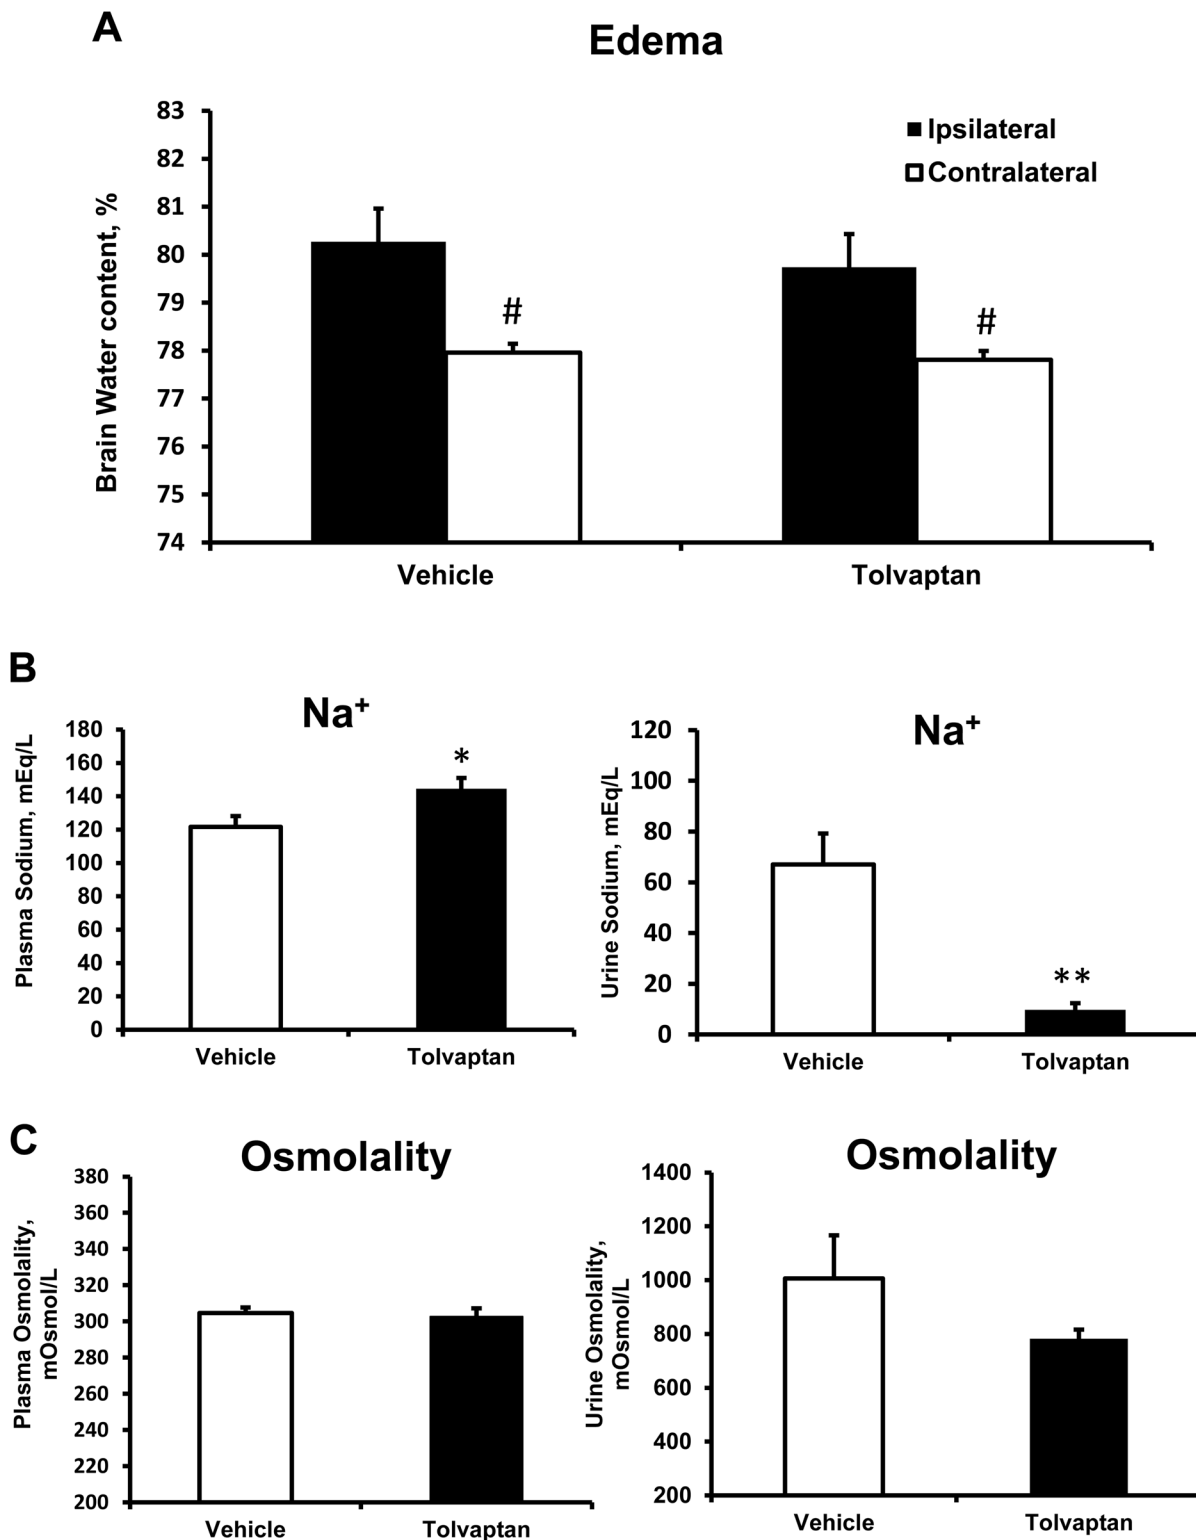 A
Edema
83
82
81
80
79
78
77
76
75
74
Brain Water content, %
Ipsilateral
Contralateral
#
#
Vehicle
Tolvaptan
B
Na+
180
160
140
120
100
80
60
40
20
0
Plasma Sodium, mEq/L
*
Vehicle
Tolvaptan
Na+
120
100
80
60
40
20
0
Urine Sodium, mEq/L
**
Vehicle
Tolvaptan
C
Osmolality
380
360
340
320
300
280
260
240
220
200
Plasma Osmolality,
mOsmol/L
Vehicle
Tolvaptan
Osmolality
1400
1200
1000
800
600
400
200
Urine Osmolality,
mOsmol/L
Vehicle
Tolvaptan